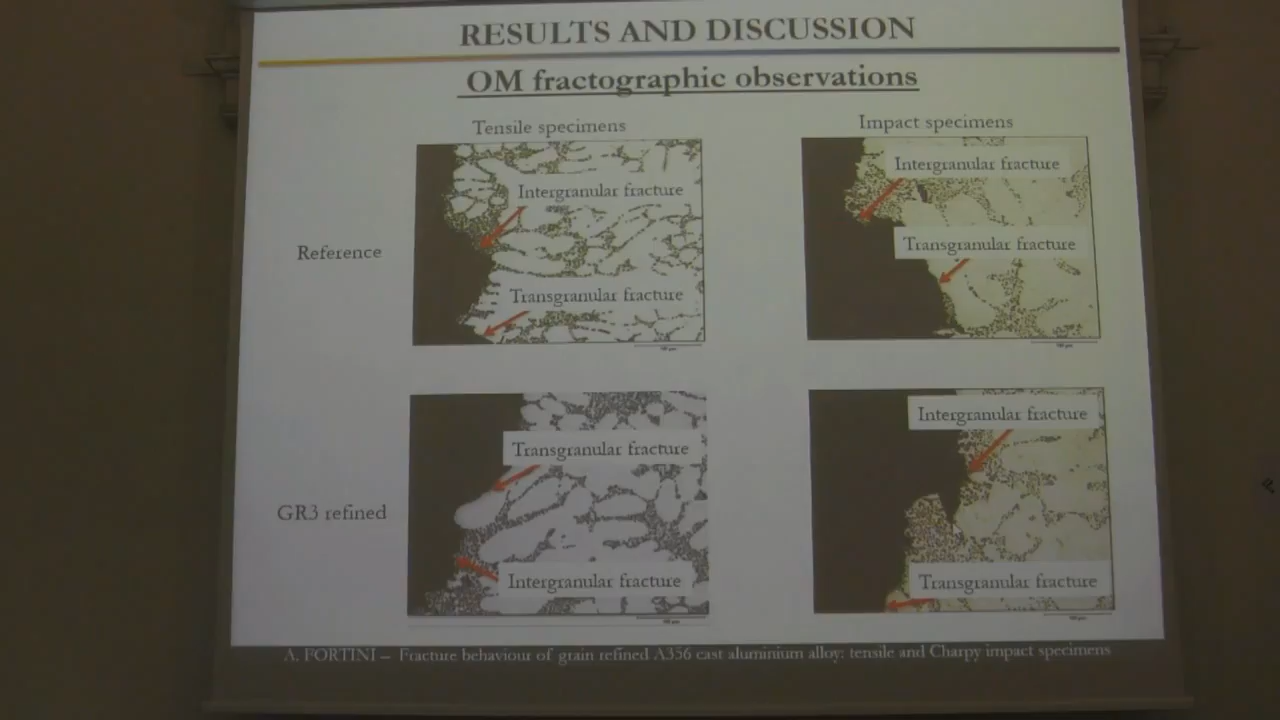 RESULTS AND DISCUSSION
OM fractographic observations
Tensile specimens
Impact specimens
Reference
Intergranular fracture
Transgranular fracture
Intergranular fracture
Transgranular fracture
GR3 refined
Transgranular fracture
Intergranular fracture
Intergranular fracture
Transgranular fracture
A. FORTINI – Fracture behaviour of grain refined A356 cast aluminium alloy: tensile and Charpy impact specimens